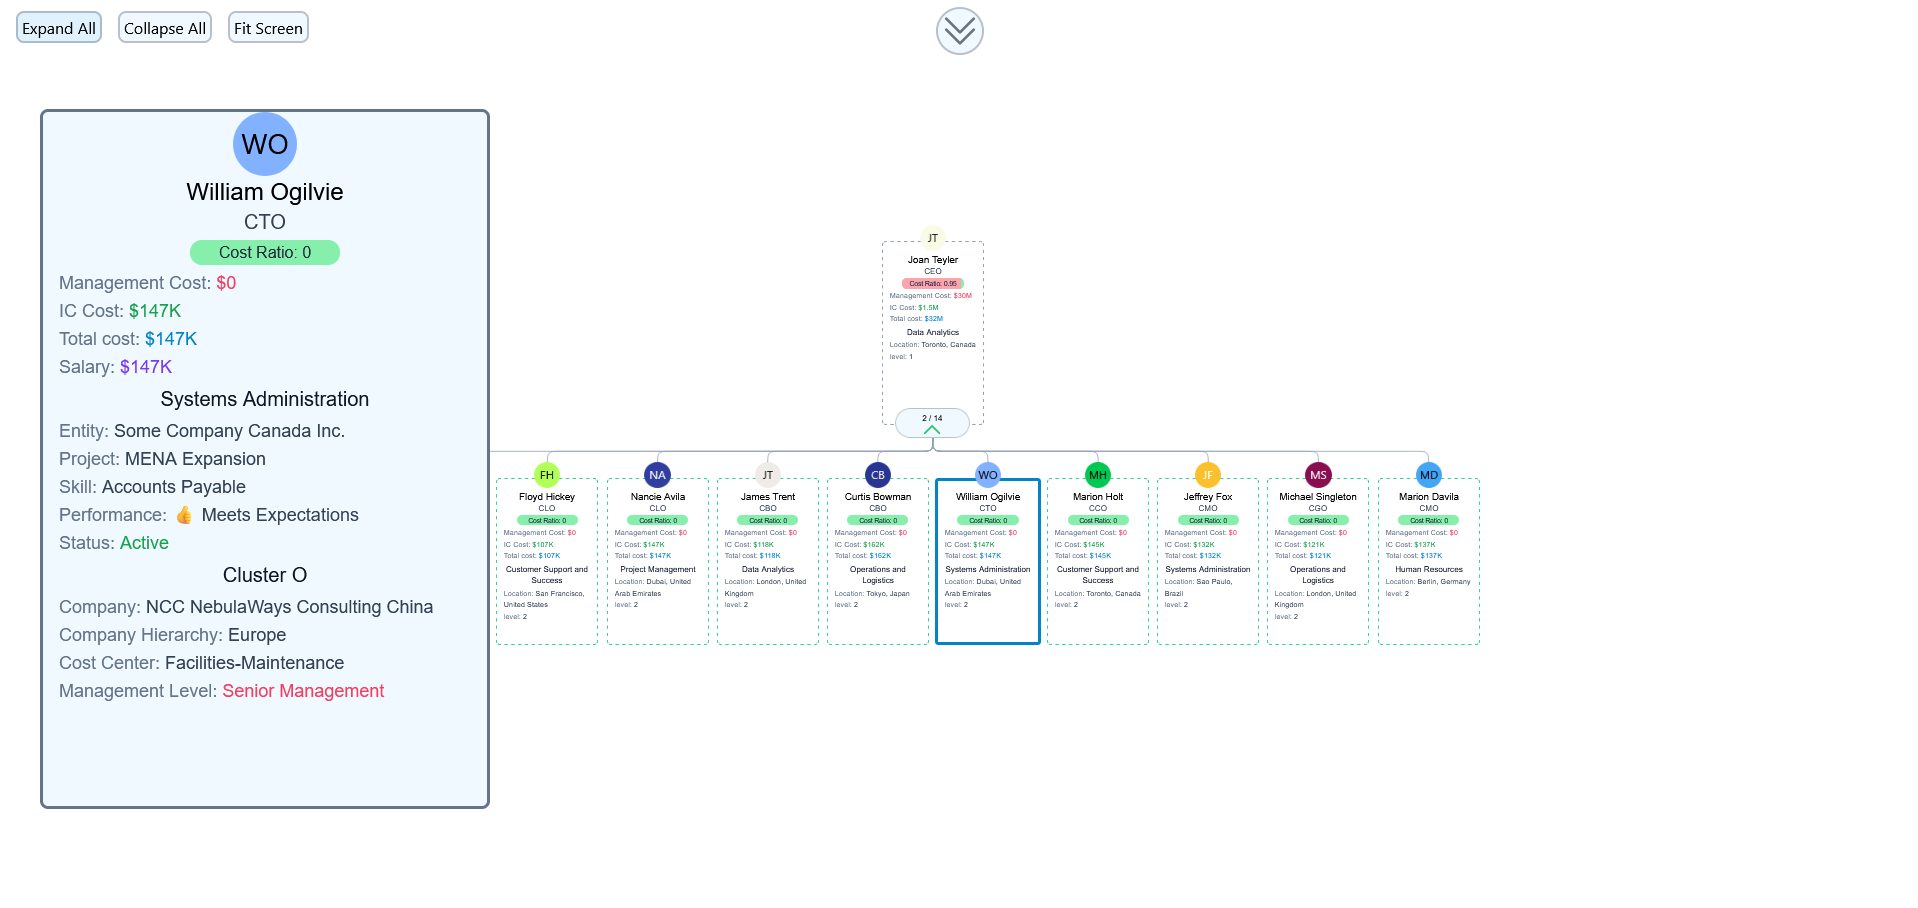 Expand All
Collapse All
Fit Screen
WO
William Ogilvie
CTO
Cost Ratio: 0
Management Cost: $0
IC Cost: $147K
Total cost: $147K
Salary: $147K
Systems Administration
Entity: Some Company Canada Inc.
Project: MENA Expansion
Skill: Accounts Payable
Performance: 👍 Meets Expectations
Status: Active
Cluster O
Company: NCC NebulaWays Consulting China
Company Hierarchy: Europe
Cost Center: Facilities-Maintenance
Management Level: Senior Management
JT
Joan Teyler
CEO
Cost Ratio: 0.95
Management Cost: $30M
IC Cost: $1.5M
Total cost: $32M
Data Analytics
Location: Toronto, Canada
level: 1
2 / 14
FH
Floyd Hickey
CLO
Cost Ratio: 0
Management Cost: $0
IC Cost: $107K
Total cost: $107K
Customer Support and
Success
Location: San Francisco,
United States
level: 2
NA
Nancie Avila
CLO
Cost Ratio: 0
Management Cost: $0
IC Cost: $147K
Total cost: $147K
Project Management
Location: Dubai, United
Arab Emirates
level: 2
JT
James Trent
CBO
Cost Ratio: 0
Management Cost: $0
IC Cost: $118K
Total cost: $118K
Data Analytics
Location: London, United
Kingdom
level: 2
CB
Curtis Bowman
CBO
Cost Ratio: 0
Management Cost: $0
IC Cost: $162K
Total cost: $162K
Operations and
Logistics
Location: Tokyo, Japan
level: 2
WO
William Ogilvie
CTO
Cost Ratio: 0
Management Cost: $0
IC Cost: $147K
Total cost: $147K
Systems Administration
Location: Dubai, United
Arab Emirates
level: 2
MH
Marion Holt
CCO
Cost Ratio: 0
Management Cost: $0
IC Cost: $145K
Total cost: $145K
Customer Support and
Success
Location: Toronto, Canada
level: 2
JF
Jeffrey Fox
CMO
Cost Ratio: 0
Management Cost: $0
IC Cost: $132K
Total cost: $132K
Systems Administration
Location: Sao Paulo,
Brazil
level: 2
MS
Michael Singleton
CGO
Cost Ratio: 0
Management Cost: $0
IC Cost: $121K
Total cost: $121K
Operations and
Logistics
Location: London, United
Kingdom
level: 2
MD
Marion Davila
CMO
Cost Ratio: 0
Management Cost: $0
IC Cost: $137K
Total cost: $137K
Human Resources
Location: Berlin, Germany
level: 2